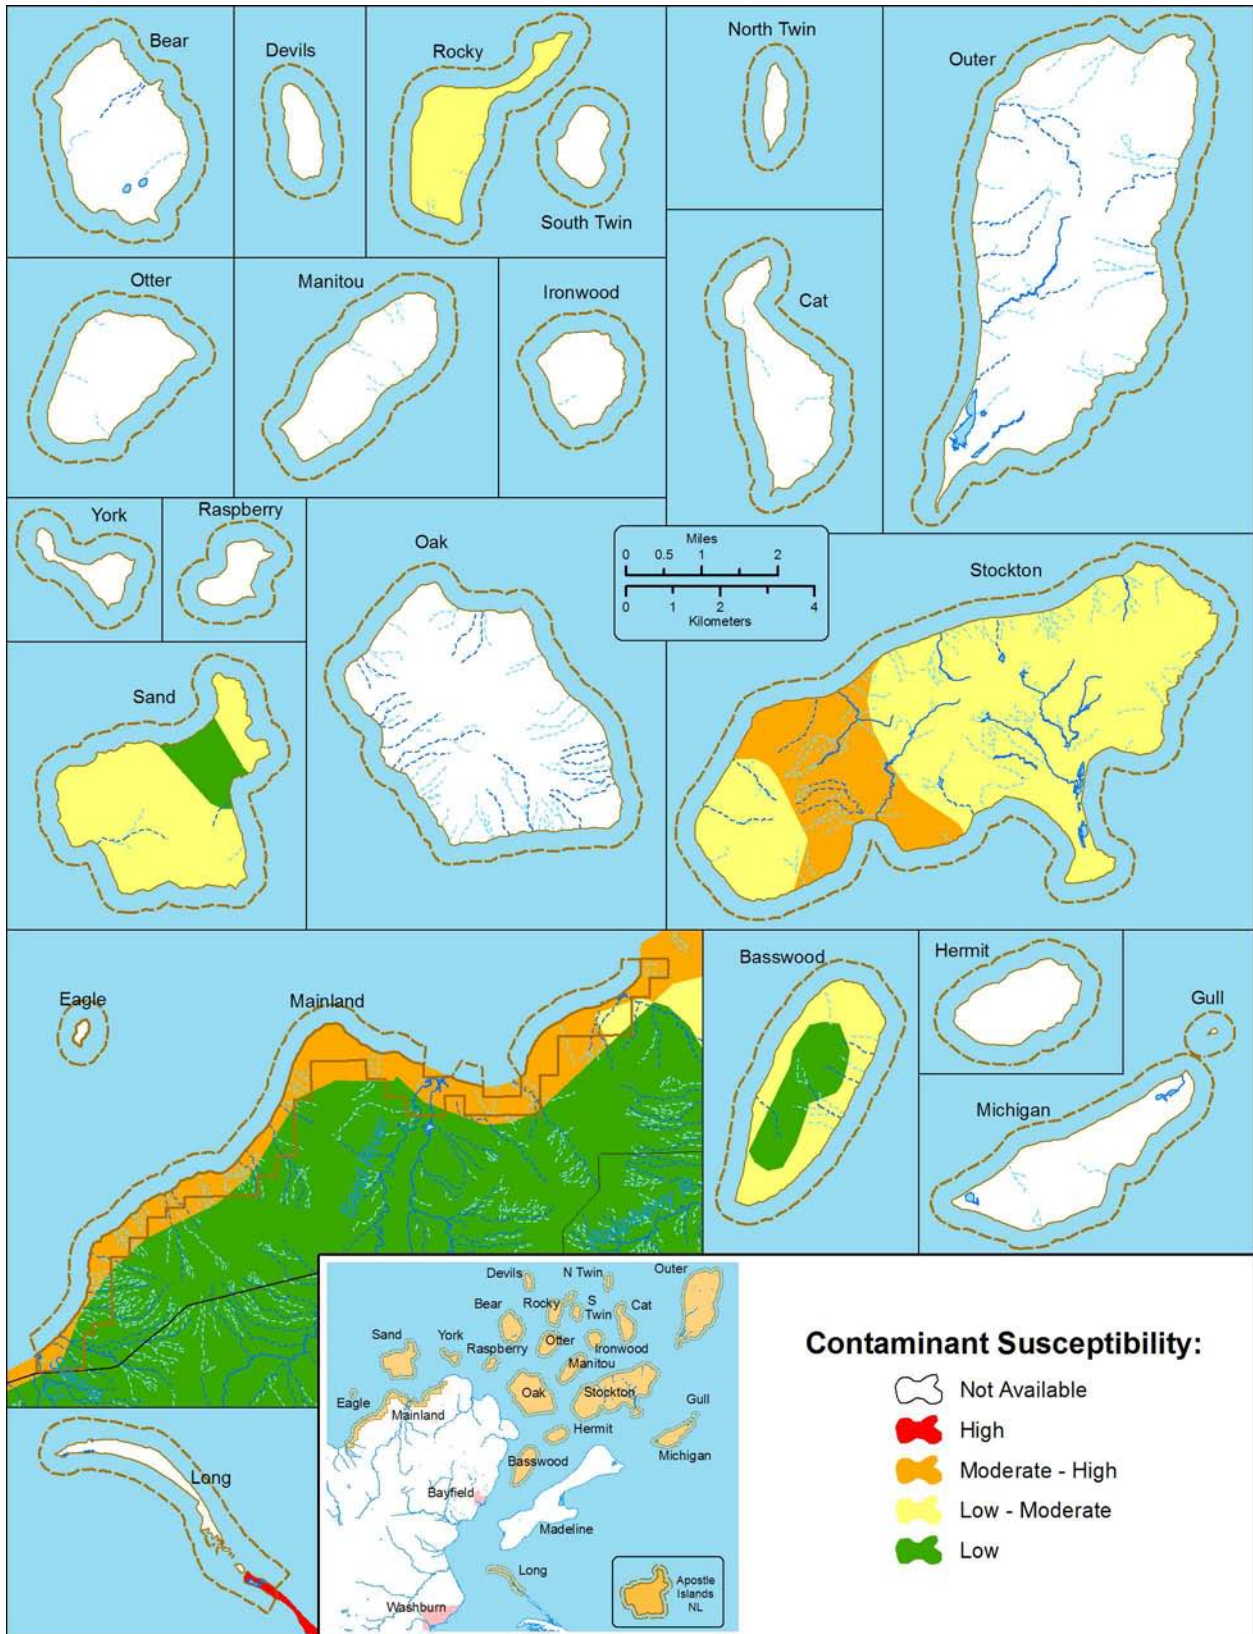 Bear
Devils
Rocky
South Twin
North Twin
Outer
Otter
Manitou
Ironwood
Cat
York
Raspberry
Oak
Miles
0 0.5 1 2
0 1 2 4
Kilometers
Stockton
Sand
Eagle
Mainland
Basswood
Hermit
Gull
Michigan
Long
Devils
N Twin
Outer
Bear
Rocky
S
Twin
Cat
Sand
York
Raspberry
Otter
Ironwood
Manitou
Eagle
Mainland
Oak
Stockton
Gull
Hermit
Michigan
Basswood
Bayfield
Madeline
Long
Washburn
Apostle
Islands
NL
Contaminant Susceptibility:
Not Available
High
Moderate - High
Low - Moderate
Low